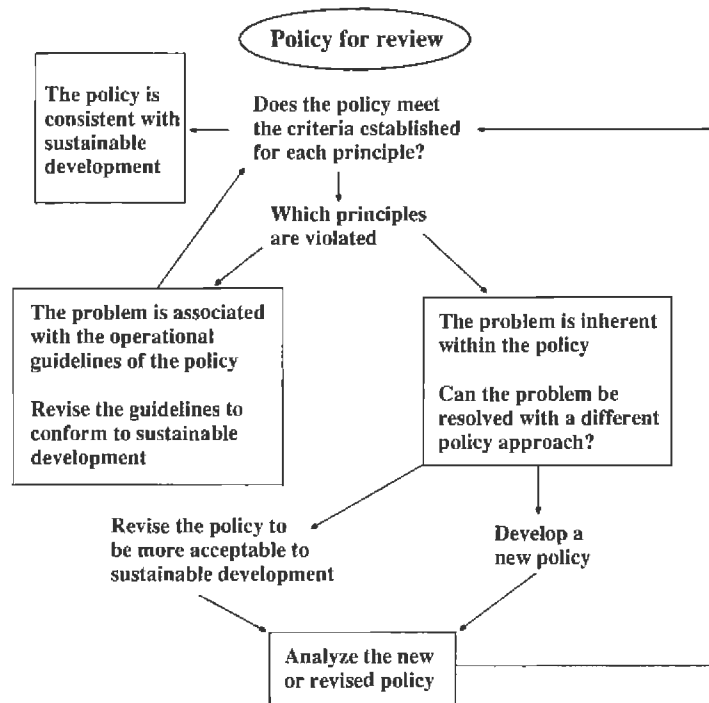 Policy for review
The policy is
consistent with
sustainable
development
Does the policy meet
the criteria established
for each principle?
Which principles
are violated
The problem is associated
with the operational
guidelines of the policy
Revise the guidelines to
conform to sustainable
development
The problem is inherent
within the policy
Can the problem be
resolved with a different
policy approach?
Revise the policy to
be more acceptable to
sustainable development
Develop a
new policy
Analyze the new
or revised policy